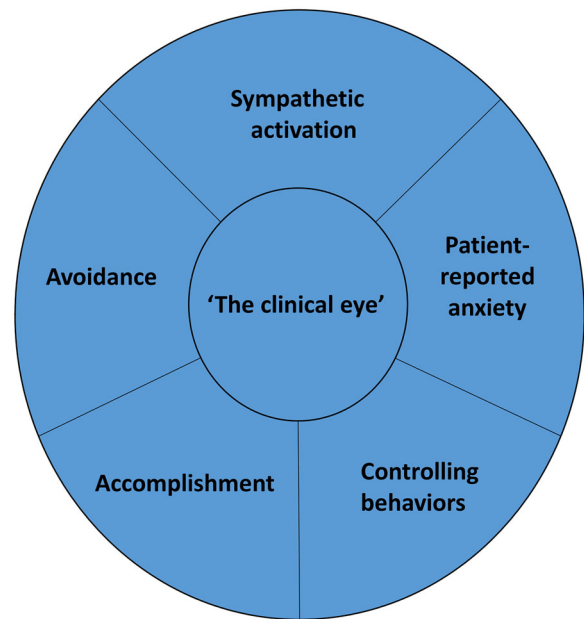 Sympathetic
activation
Patient-
reported
anxiety
Avoidance
‘The clinical eye’
Accomplishment
Controlling
behaviors